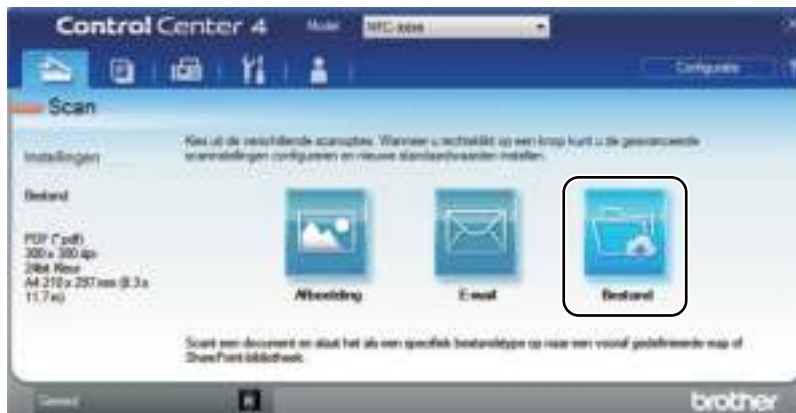 Control Center 4
Model
MFC-xxxx
Configuratie
Scan
Kies uit de verschillende scanopties. Wanneer u rechtsklikt op een knop kunt u de geavanceerde
scaninstellingen configureren en nieuwe standaardwaarden instellen.
Instellingen
Bestand
PDF (*.pdf)
300 x 300 dpi
24bit Kleur
A4 210 x 297 mm (8.3 x
11.7 in)
Afbeelding
E-mail
Bestand
Scant een document en slaat het als een specifiek bestandstype op naar een vooraf gedefinieerde map of
SharePoint-bibliotheek.
Gereed
brother